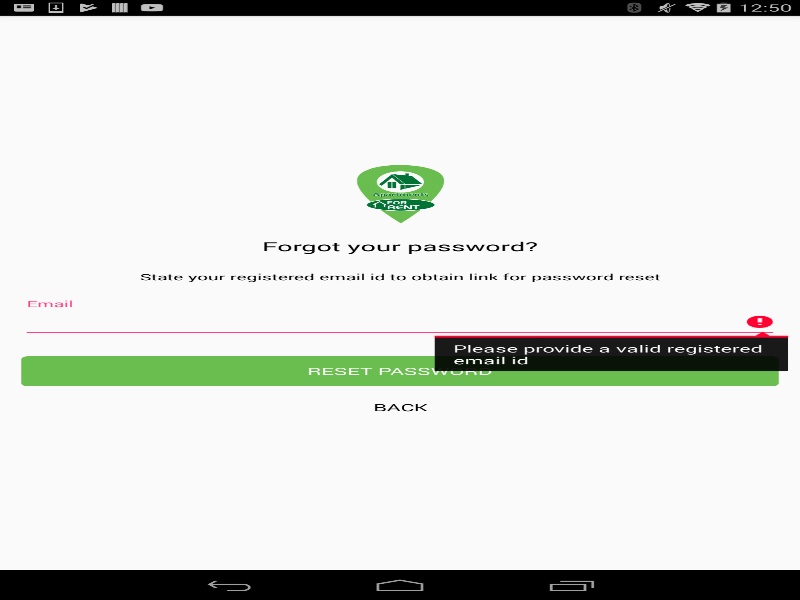 12:50
FOR
RENT
Forgot your password?
State your registered email id to obtain link for password reset
Email
Please provide a valid registered
email id
RESET PASSWORD
BACK